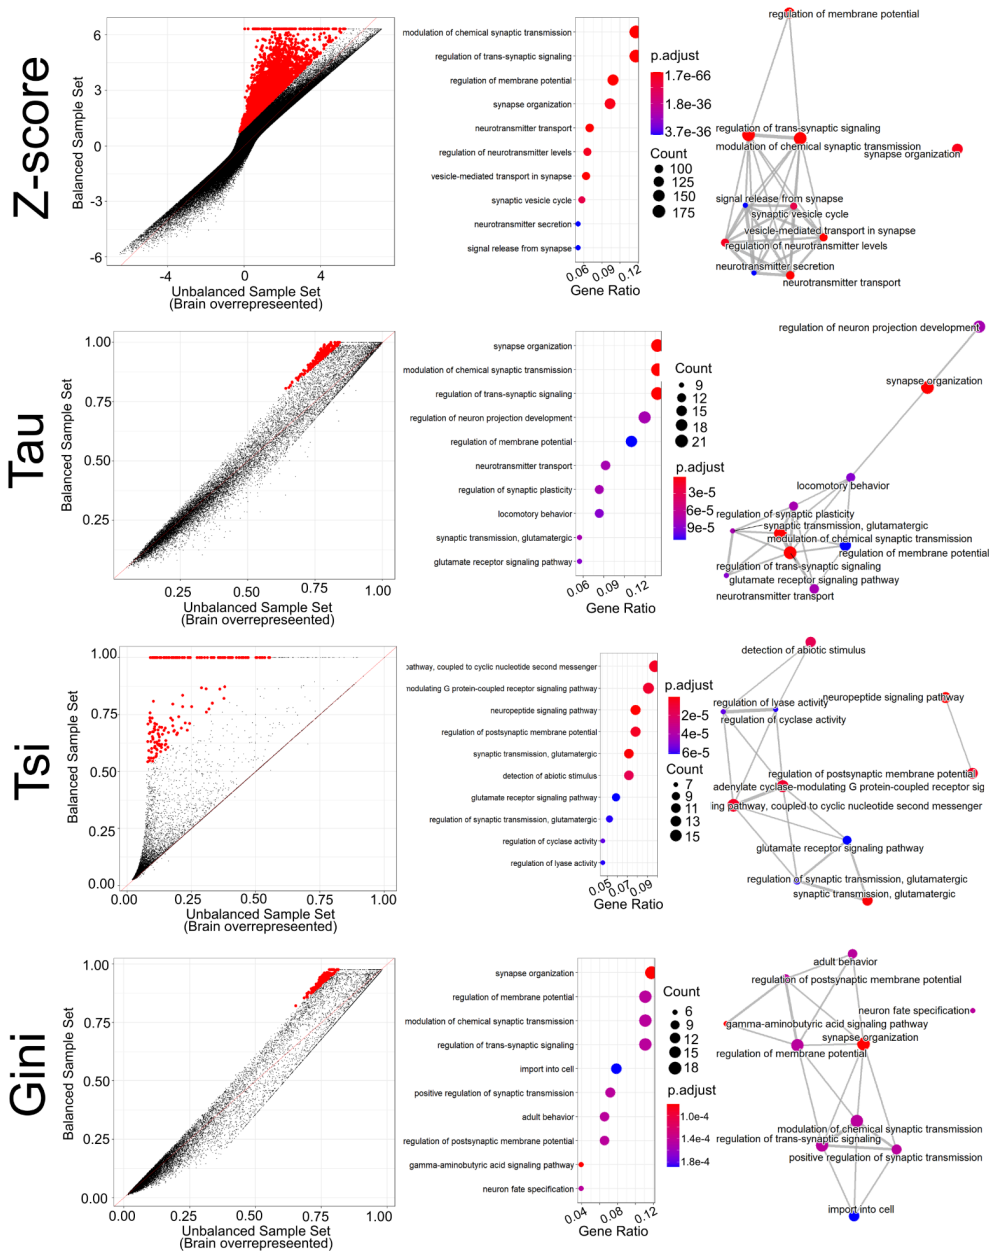 Z-score
Balanced Sample Set
6
3
0
-3
-6
-4
0
4
Unbalanced Sample Set
(Brain overrepreseented)
modulation of chemical synaptic transmission
regulation of trans-synaptic signaling
regulation of membrane potential
synapse organization
neurotransmitter transport
regulation of neurotransmitter levels
vesicle-mediated transport in synapse
synaptic vesicle cycle
neurotransmitter secretion
signal release from synapse
0.06
0.09
0.12
Gene Ratio
p.adjust
1.7e-66
1.8e-36
3.7e-36
Count
100
125
150
175
regulation of membrane potential
regulation of trans-synaptic signaling
modulation of chemical synaptic transmission
synapse organization
signal release from synapse
synaptic vesicle cycle
vesicle-mediated transport in synapse
regulation of neurotransmitter levels
neurotransmitter secretion
neurotransmitter transport
Tau
Balanced Sample Set
1.00
0.75
0.50
0.25
0.25
0.50
0.75
1.00
Unbalanced Sample Set
(Brain overrepreseented)
synapse organization
modulation of chemical synaptic transmission
regulation of trans-synaptic signaling
regulation of neuron projection development
regulation of membrane potential
neurotransmitter transport
regulation of synaptic plasticity
locomotory behavior
synaptic transmission, glutamatergic
glutamate receptor signaling pathway
0.06
0.09
0.12
Gene Ratio
Count
9
12
15
18
21
p.adjust
3e-5
6e-5
9e-5
regulation of neuron projection development
synapse organization
locomotory behavior
regulation of synaptic plasticity
synaptic transmission, glutamatergic
modulation of chemical synaptic transmission
regulation of membrane potential
regulation of trans-synaptic signaling
glutamate receptor signaling pathway
neurotransmitter transport
Tsi
Balanced Sample Set
1.00
0.75
0.50
0.25
0.00
0.00
0.25
0.50
0.75
1.00
Unbalanced Sample Set
(Brain overrepreseented)
pathway, coupled to cyclic nucleotide second messenger
modulating G protein-coupled receptor signaling pathway
neuropeptide signaling pathway
regulation of postsynaptic membrane potential
synaptic transmission, glutamatergic
detection of abiotic stimulus
glutamate receptor signaling pathway
regulation of synaptic transmission, glutamatergic
regulation of cyclase activity
regulation of lyase activity
0.05
0.07
0.09
Gene Ratio
p.adjust
2e-5
4e-5
6e-5
Count
7
9
11
13
15
detection of abiotic stimulus
neuropeptide signaling pathway
regulation of lyase activity
regulation of cyclase activity
regulation of postsynaptic membrane potential
adenylate cyclase-modulating G protein-coupled receptor sig
ing pathway, coupled to cyclic nucleotide second messenger
glutamate receptor signaling pathway
regulation of synaptic transmission, glutamatergic
synaptic transmission, glutamatergic
Gini
Balanced Sample Set
1.00
0.75
0.50
0.25
0.00
0.00
0.25
0.50
0.75
1.00
Unbalanced Sample Set
(Brain overrepreseented)
synapse organization
regulation of membrane potential
modulation of chemical synaptic transmission
regulation of trans-synaptic signaling
import into cell
positive regulation of synaptic transmission
adult behavior
regulation of postsynaptic membrane potential
gamma-aminobutyric acid signaling pathway
neuron fate specification
0.04
0.08
0.12
Gene Ratio
Count
6
9
12
15
18
p.adjust
1.0e-4
1.4e-4
1.8e-4
adult behavior
regulation of postsynaptic membrane potential
neuron fate specification
gamma-aminobutyric acid signaling pathway
synapse organization
regulation of membrane potential
modulation of chemical synaptic transmission
regulation of trans-synaptic signaling
positive regulation of synaptic transmission
import into cell